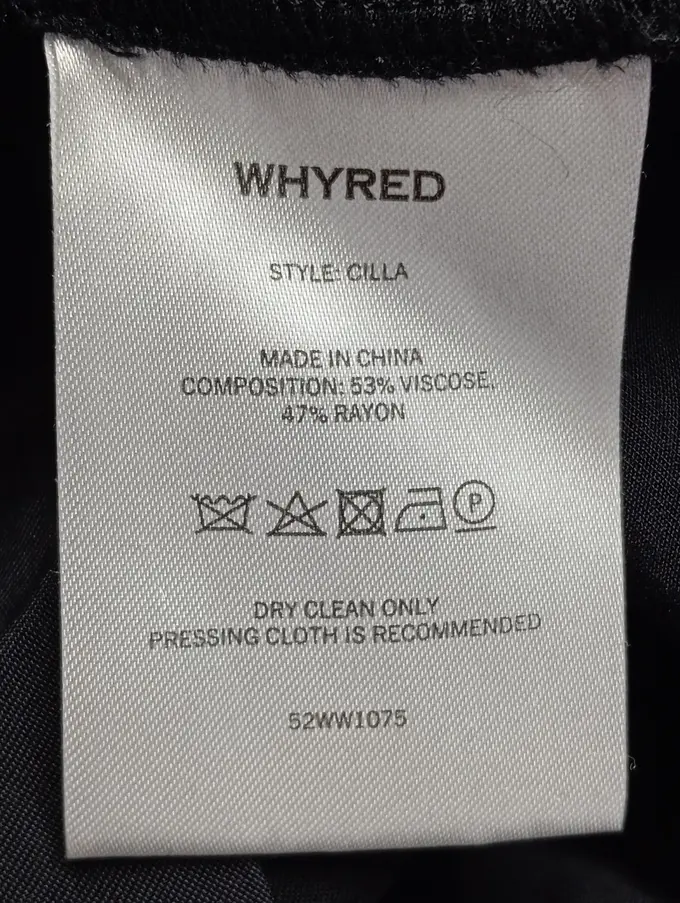 WHYRED
STYLE: CILLA
MADE IN CHINA
COMPOSITION: 53% VISCOSE,
47% RAYON
P
DRY CLEAN ONLY
PRESSING CLOTH IS RECOMMENDED
52WW1075